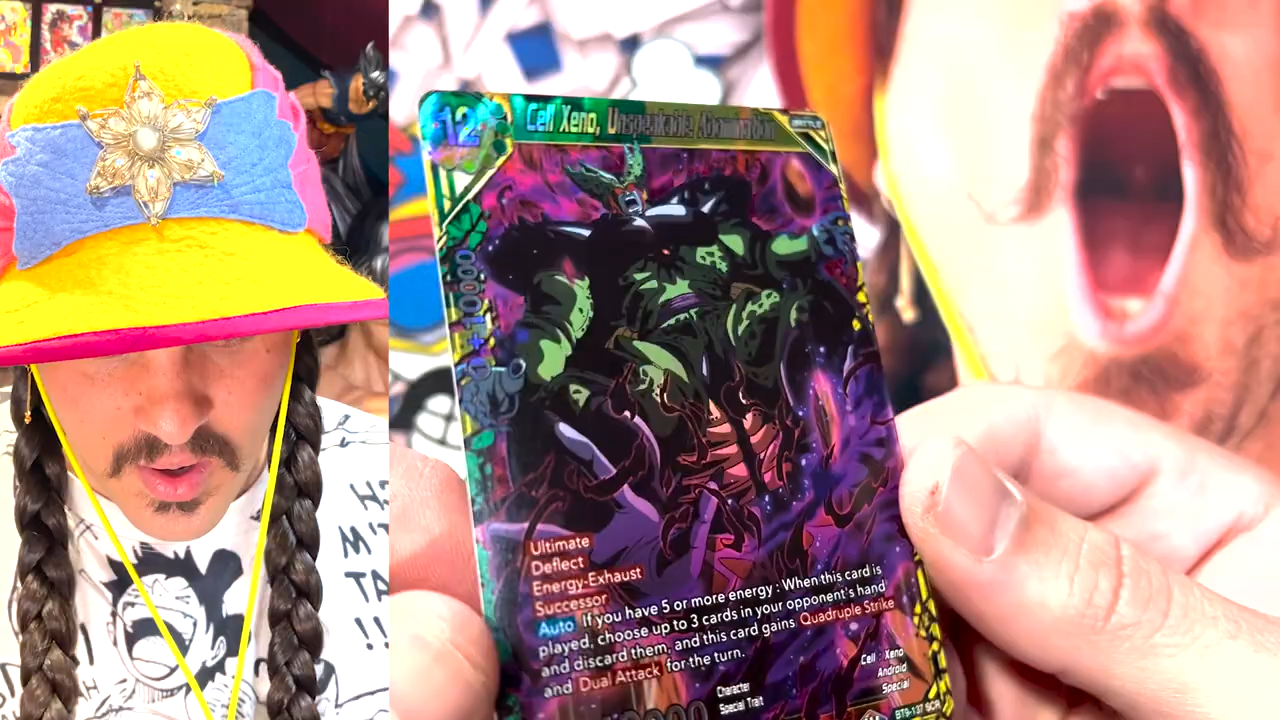 12
Cell Xeno, Unspeakable Abomination
BATTLE
+10000
Ultimate
Deflect
Energy-Exhaust
Successor
Auto If you have 5 or more energy : When this card is
played, choose up to 3 cards in your opponent's hand
and discard them, and this card gains Quadruple Strike
and Dual Attack for the turn.
Character
Special Trait
Cell : Xeno
Android
Special
BT9-137 SCR
!!